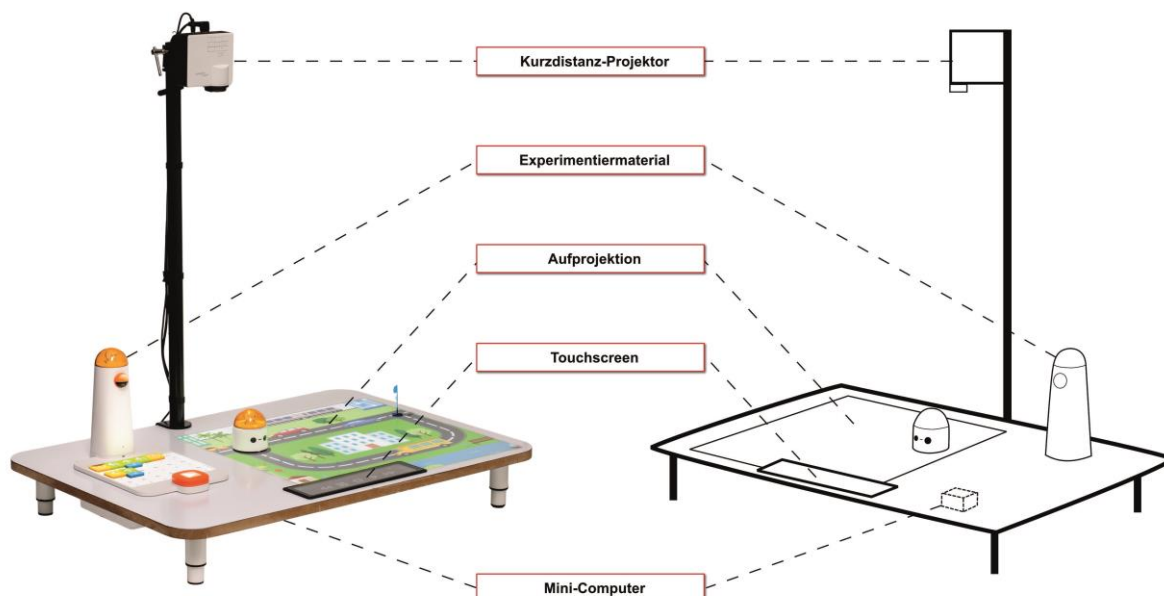 Kurzdistanz-Projektor
Experimentiermaterial
Aufprojektion
Touchscreen
Mini-Computer